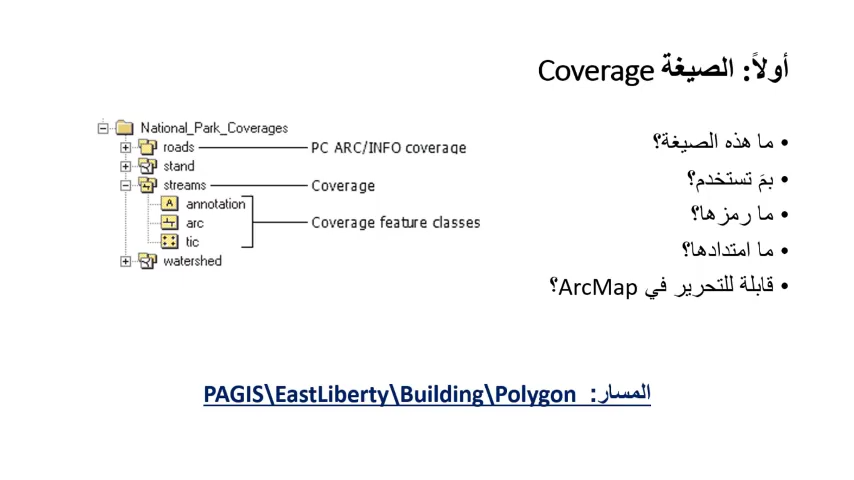 أولاً: الصيغة Coverage
• ما هذه الصيغة؟
• بمَ تستخدم؟
• ما رمزها؟
• ما امتدادها؟
• قابلة للتحرير في ArcMap؟
National_Park_Coverages
roads PC ARC/INFO coverage
stand
streams Coverage
A annotation
arc Coverage feature classes
tic
watershed
المسار: PAGIS\EastLiberty\Building\Polygon